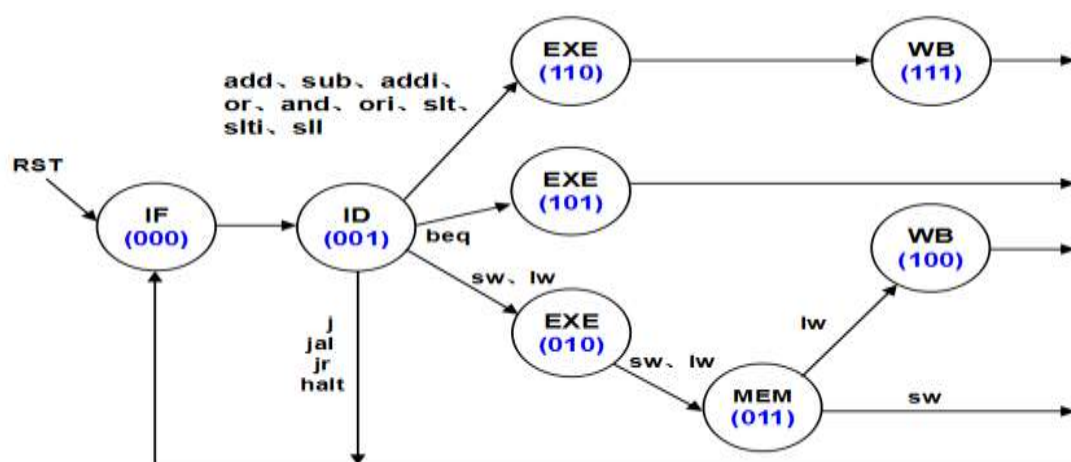 EXE
(110)
WB
(111)
add、sub、addi、
or、and、ori、slt、
slti、sll
RST
IF
(000)
ID
(001)
EXE
(101)
beq
WB
(100)
sw、lw
EXE
(010)
j
jal
jr
halt
sw、lw
lw
MEM
(011)
sw